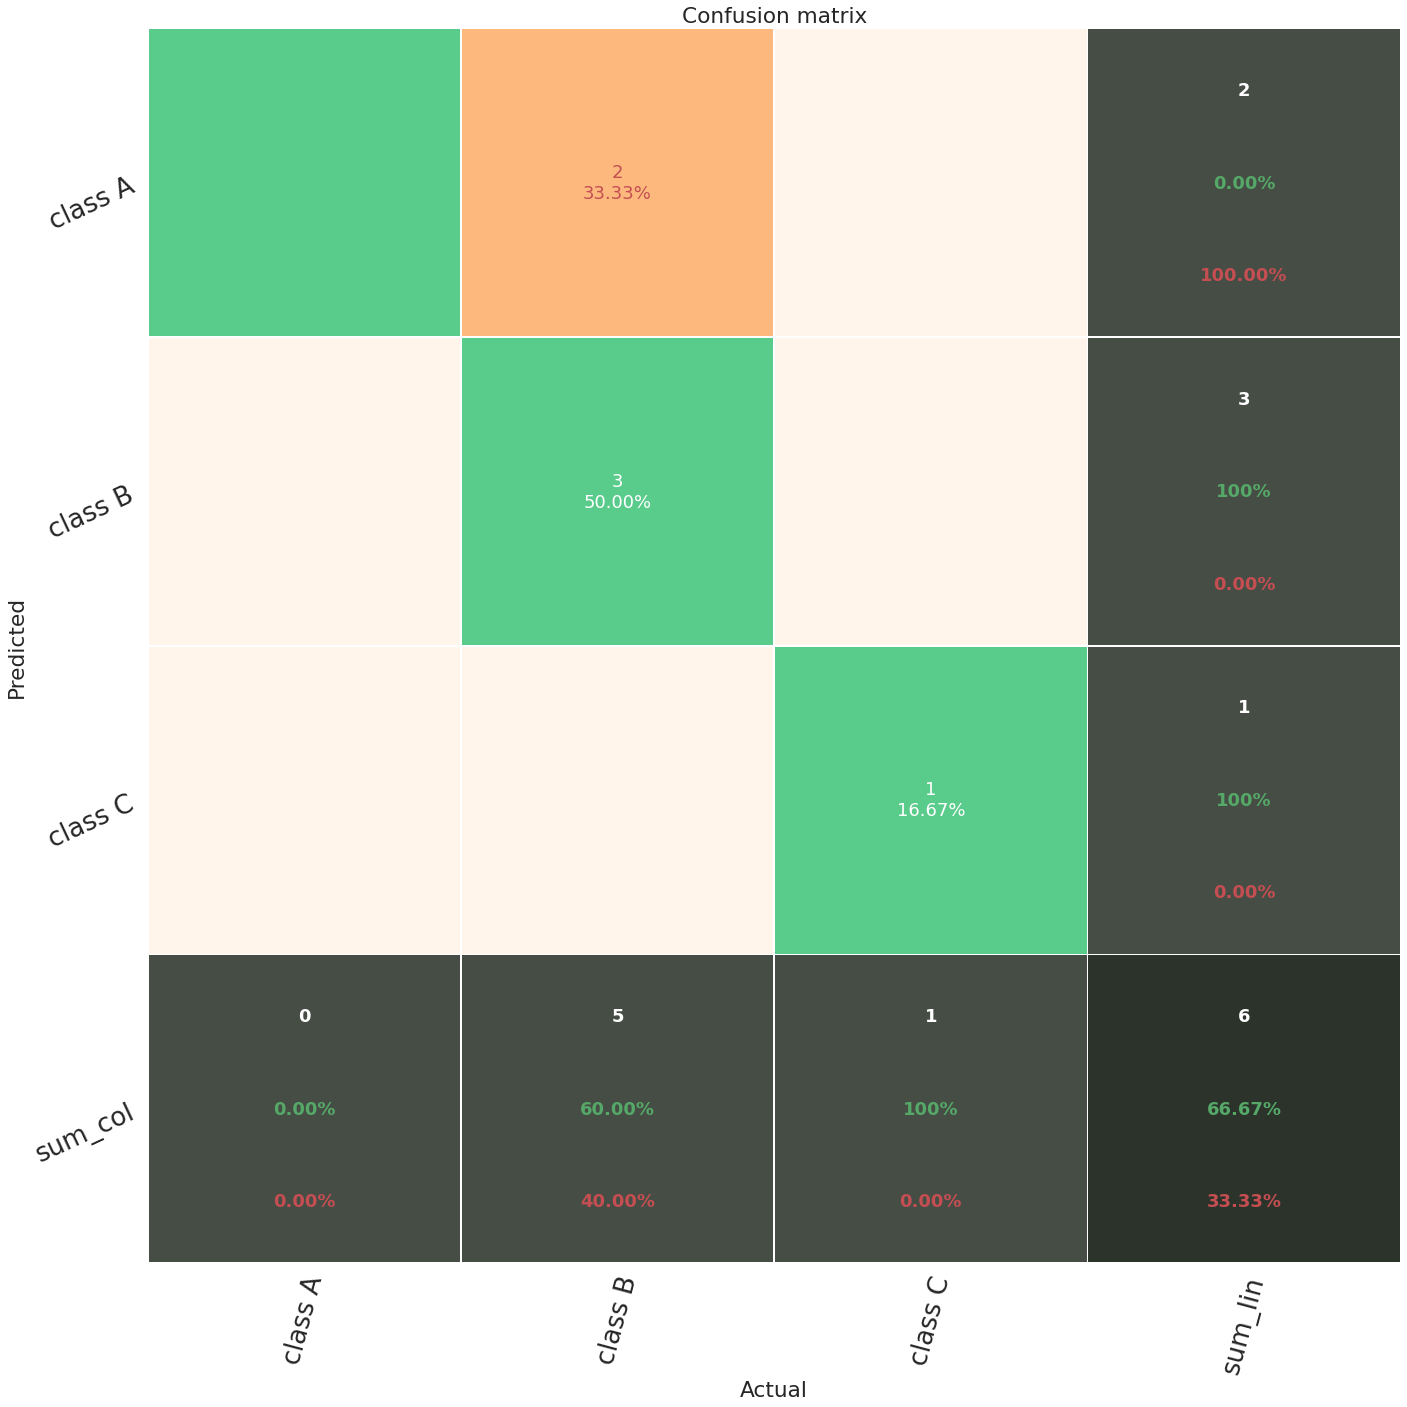 Confusion matrix
2
2
33.33%
0.00%
class A
100.00%
3
3
50.00%
100%
class B
0.00%
Predicted
1
1
16.67%
100%
class C
0.00%
0
5
1
6
0.00%
60.00%
100%
66.67%
sum_col
0.00%
40.00%
0.00%
33.33%
class A
class B
class C
sum_lin
Actual